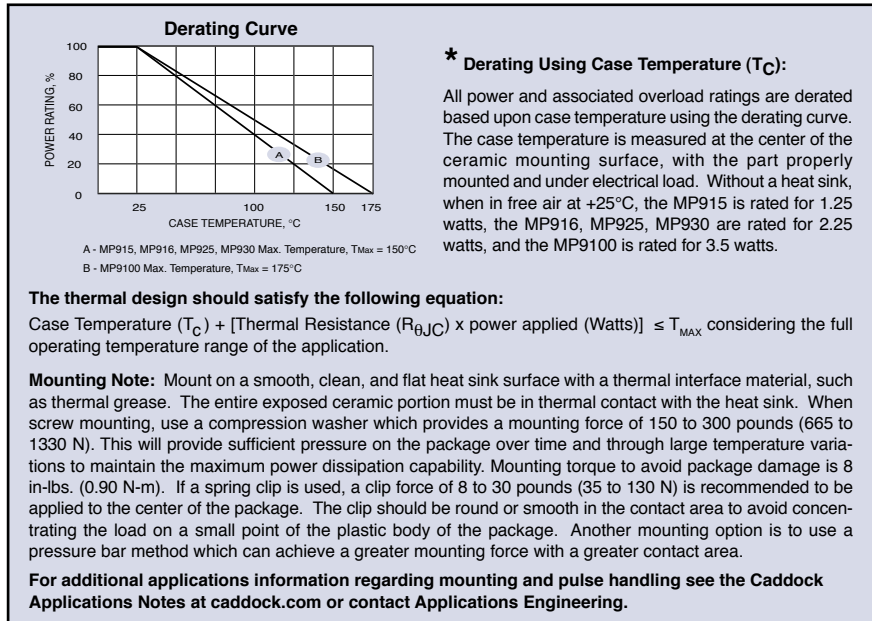 Derating Curve
POWER RATING, %
100
80
60
40
20
0
A
B
25
100
150
175
CASE TEMPERATURE, °C
A - MP915, MP916, MP925, MP930 Max. Temperature, TMax = 150°C
B - MP9100 Max. Temperature, TMax = 175°C
* Derating Using Case Temperature (TC):
All power and associated overload ratings are derated
based upon case temperature using the derating curve.
The case temperature is measured at the center of the
ceramic mounting surface, with the part properly
mounted and under electrical load. Without a heat sink,
when in free air at +25°C, the MP915 is rated for 1.25
watts, the MP916, MP925, MP930 are rated for 2.25
watts, and the MP9100 is rated for 3.5 watts.
The thermal design should satisfy the following equation:
Case Temperature (TC) + [Thermal Resistance (RθJC) x power applied (Watts)] ≤ TMAX considering the full
operating temperature range of the application.
Mounting Note: Mount on a smooth, clean, and flat heat sink surface with a thermal interface material, such
as thermal grease. The entire exposed ceramic portion must be in thermal contact with the heat sink. When
screw mounting, use a compression washer which provides a mounting force of 150 to 300 pounds (665 to
1330 N). This will provide sufficient pressure on the package over time and through large temperature varia-
tions to maintain the maximum power dissipation capability. Mounting torque to avoid package damage is 8
in-lbs. (0.90 N-m). If a spring clip is used, a clip force of 8 to 30 pounds (35 to 130 N) is recommended to be
applied to the center of the package. The clip should be round or smooth in the contact area to avoid concen-
trating the load on a small point of the plastic body of the package. Another mounting option is to use a
pressure bar method which can achieve a greater mounting force with a greater contact area.
For additional applications information regarding mounting and pulse handling see the Caddock
Applications Notes at caddock.com or contact Applications Engineering.